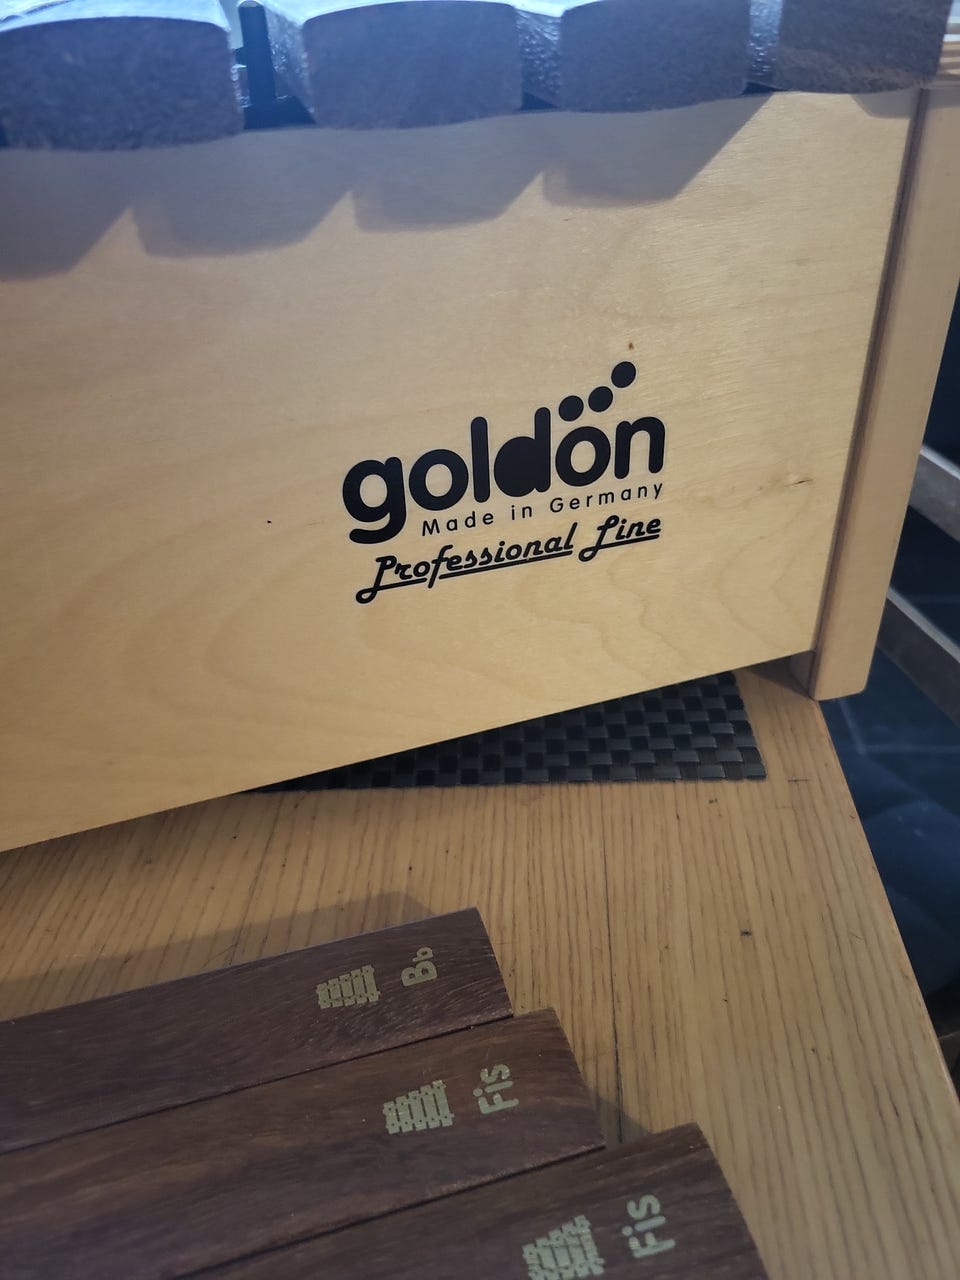 goldon
Made in Germany
Professional Line
Bb
Fis
Fis